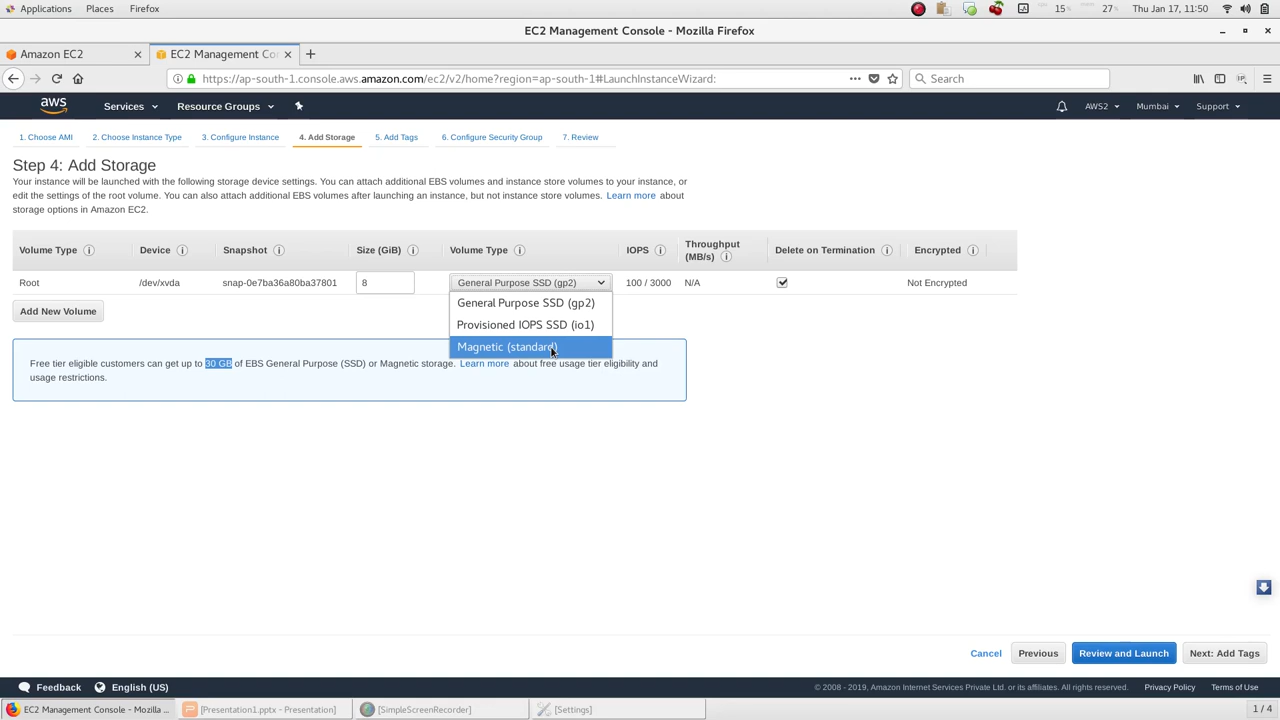 Applications Places Firefox 15% 27% Thu Jan 17, 11:50
EC2 Management Console - Mozilla Firefox
Amazon EC2 EC2 Management Co
https://ap-south-1.console.aws.amazon.com/ec2/v2/home?region=ap-south-1#LaunchInstanceWizard: Search
aws Services Resource Groups AWS2 Mumbai Support
1. Choose AMI 2. Choose Instance Type 3. Configure Instance 4. Add Storage 5. Add Tags 6. Configure Security Group 7. Review
Step 4: Add Storage
Your instance will be launched with the following storage device settings. You can attach additional EBS volumes and instance store volumes to your instance, or
edit the settings of the root volume. You can also attach additional EBS volumes after launching an instance, but not instance store volumes. Learn more about
storage options in Amazon EC2.
Volume Type Device Snapshot Size (GiB) Volume Type IOPS Throughput (MB/s) Delete on Termination Encrypted
Root /dev/xvda snap-0e7ba36a80ba37801 8 General Purpose SSD (gp2) 100 / 3000 N/A Not Encrypted
General Purpose SSD (gp2)
Provisioned IOPS SSD (io1)
Magnetic (standard)
Add New Volume
Free tier eligible customers can get up to 30 GB of EBS General Purpose (SSD) or Magnetic storage. Learn more about free usage tier eligibility and
usage restrictions.
Cancel Previous Review and Launch Next: Add Tags
Feedback English (US) © 2008 - 2019, Amazon Internet Services Private Ltd. or its affiliates. All rights reserved. Privacy Policy Terms of Use
EC2 Management Console - Mozilla ... [Presentation1.pptx - Presentation] [SimpleScreenRecorder] [Settings] 1 / 4